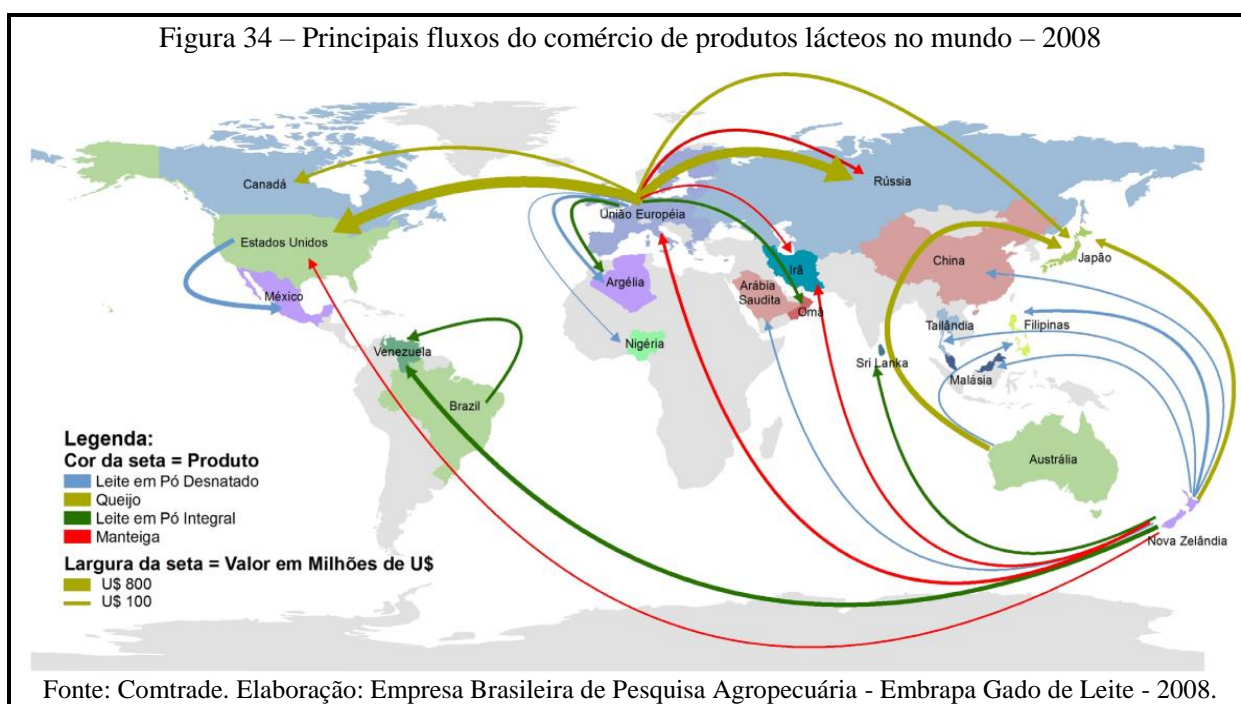 Figura 34 – Principais fluxos do comércio de produtos lácteos no mundo – 2008
Canadá
Rússia
União Européia
Estados Unidos
China
Japão
Irã
México
Argélia
Arábia
Saudita
Omã
Tailândia
Filipinas
Nigéria
Venezuela
Sri Lanka
Malásia
Brazil
Austrália
Nova Zelândia
Legenda:
Cor da seta = Produto
Leite em Pó Desnatado
Queijo
Leite em Pó Integral
Manteiga
Largura da seta = Valor em Milhões de U$
U$ 800
U$ 100
Fonte: Comtrade. Elaboração: Empresa Brasileira de Pesquisa Agropecuária - Embrapa Gado de Leite - 2008.